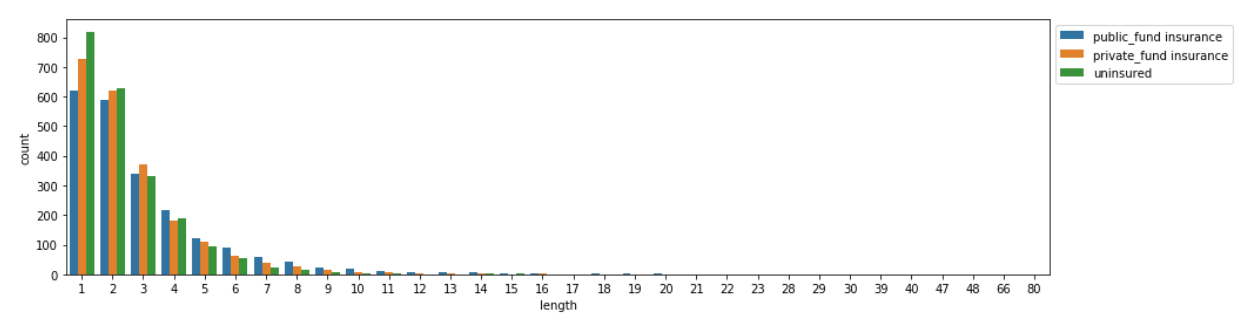 800
700
600
500
400
300
200
100
0
count
1 2 3 4 5 6 7 8 9 10 11 12 13 14 15 16 17 18 19 20 21 22 23 28 29 30 39 40 47 48 66 80
length
public_fund insurance
private_fund insurance
uninsured